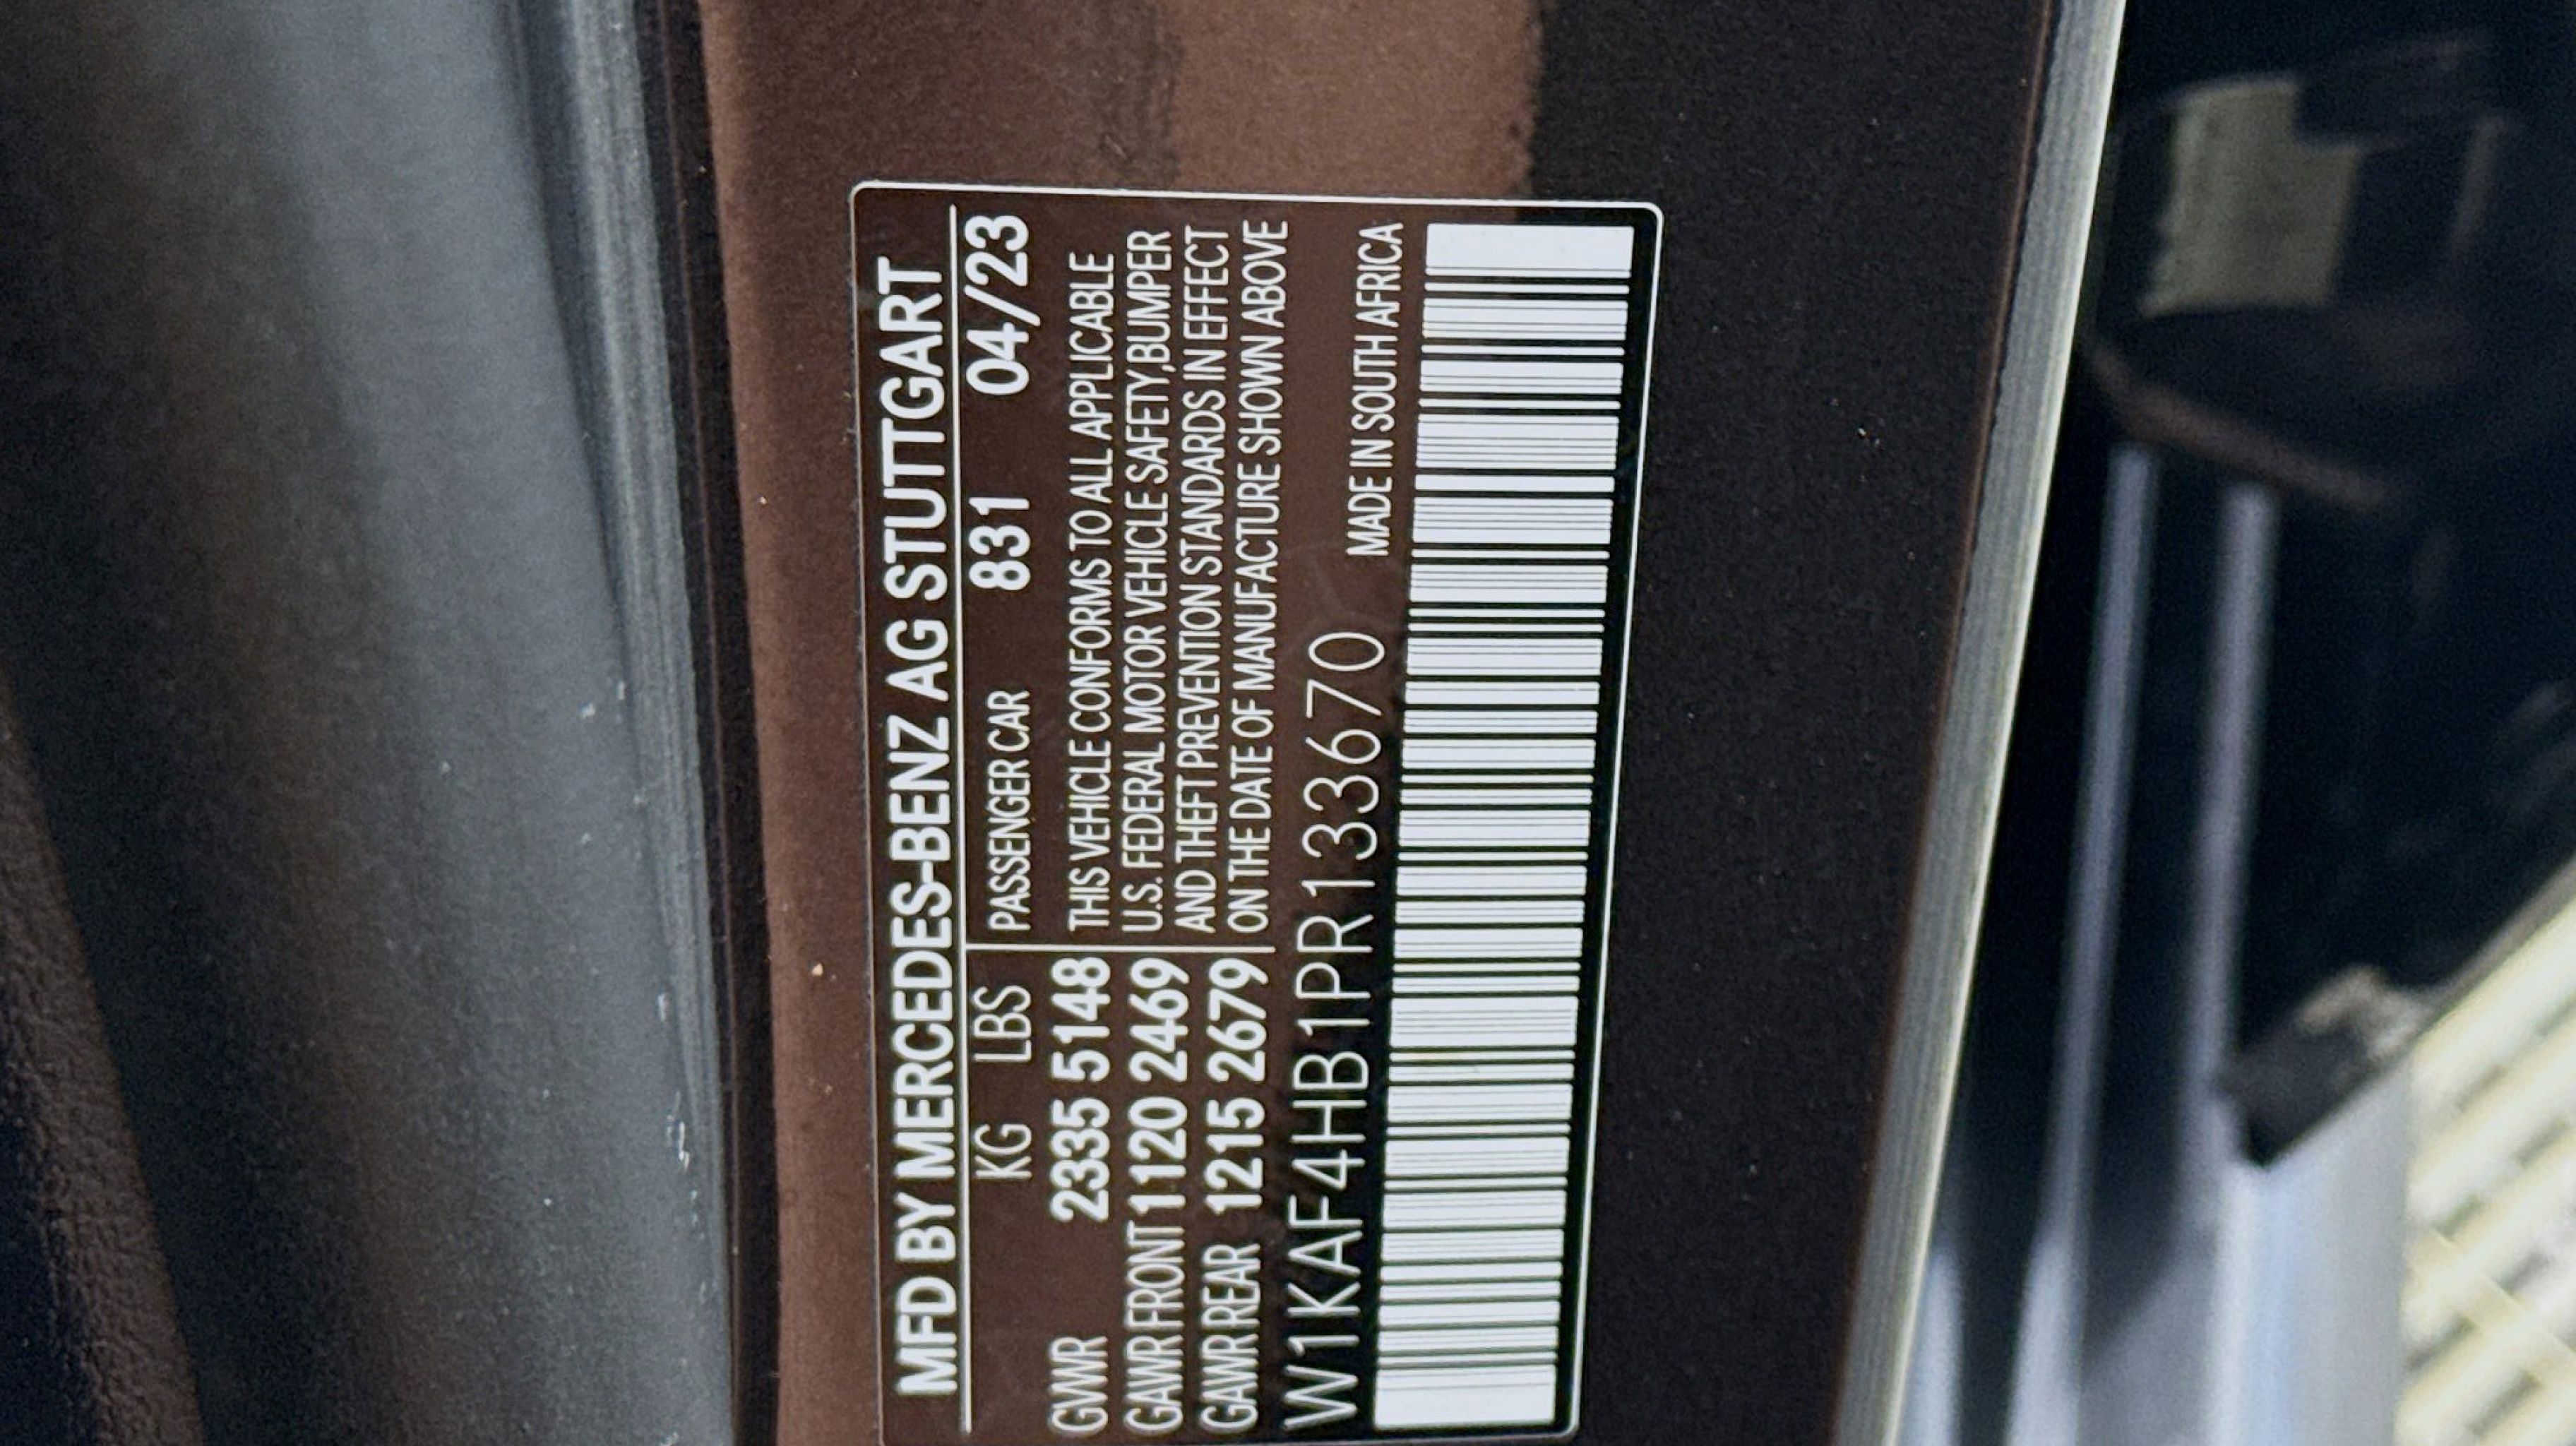 MFD BY MERCEDES-BENZ AG STUTTGART
KG LBS PASSENGER CAR 831 04/23
GVWR 2335 5148 THIS VEHICLE CONFORMS TO ALL APPLICABLE
GAWR FRONT 1120 2469 U.S. FEDERAL MOTOR VEHICLE SAFETY,BUMPER
GAWR REAR 1215 2679 AND THEFT PREVENTION STANDARDS IN EFFECT
ON THE DATE OF MANUFACTURE SHOWN ABOVE
W1KAF4HB1PR133670 MADE IN SOUTH AFRICA